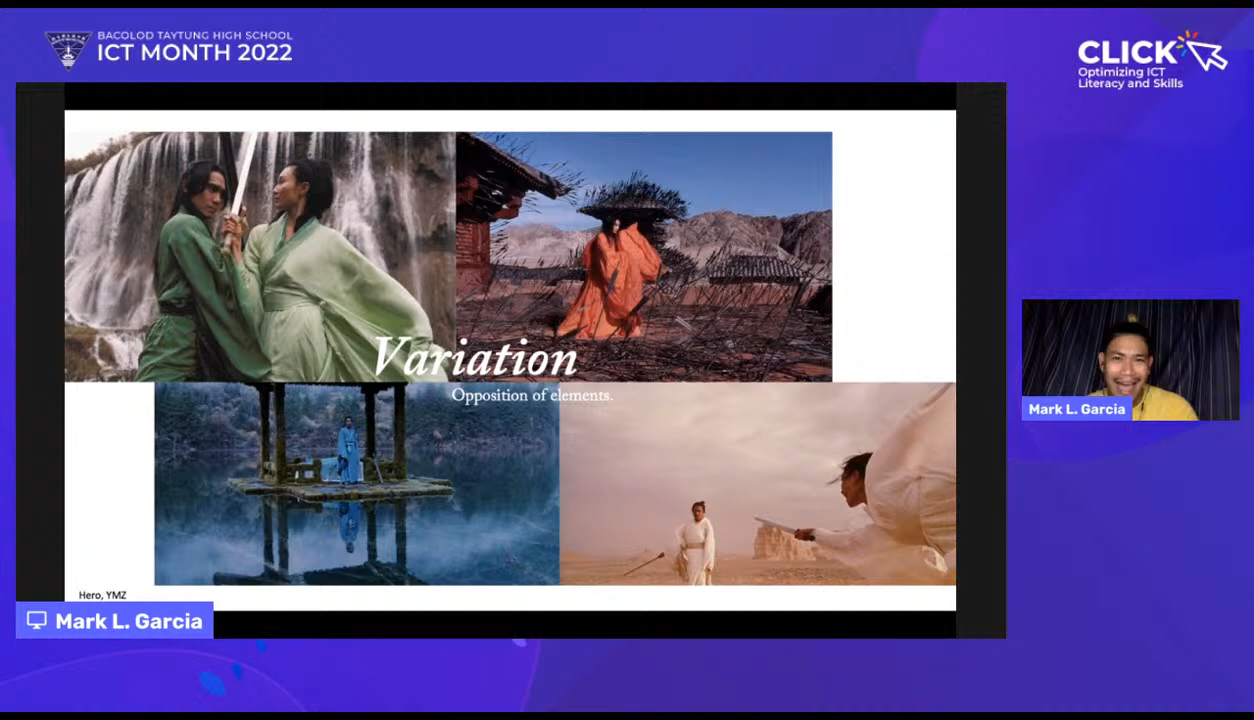 BACOLOD TAYTUNG HIGH SCHOOL
ICT MONTH 2022
CLICK
Optimizing ICT
Literacy and Skills
Variation
Opposition of elements.
Mark L. Garcia
Hero, YMZ
Mark L. Garcia